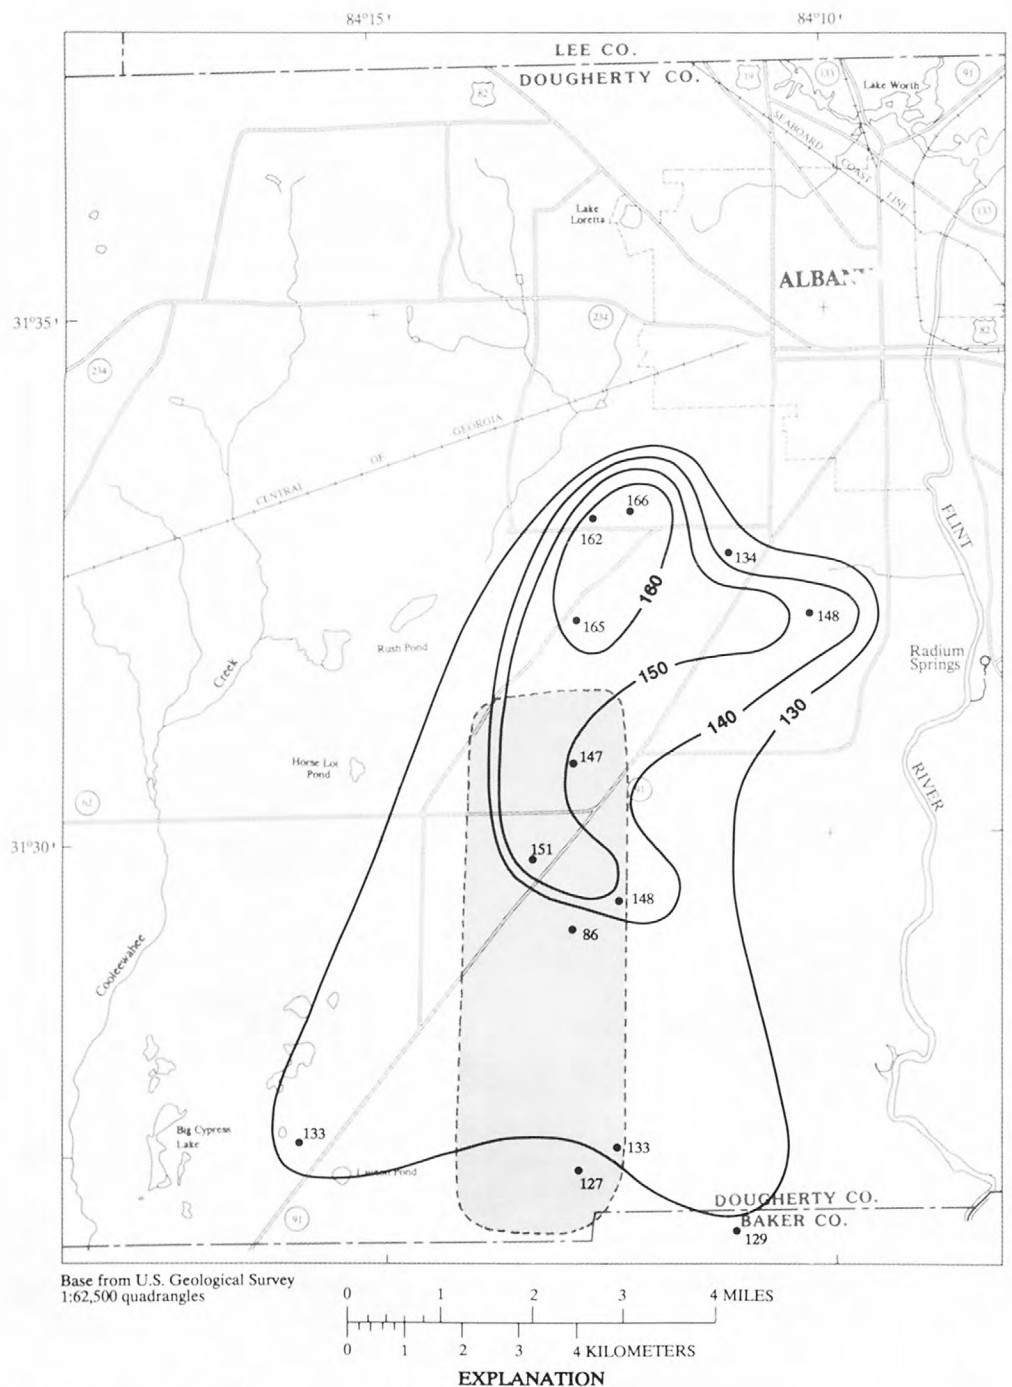 84°15' 84°10'
LEE CO.
DOUGHERTY CO.
82
19
133
91
Lake Worth
SEABOARD COAST LINE
133
Lake
Loretta
ALBANY
31°35'
234
82
234
CENTRAL OF GEORGIA
FLINT
166
162
134
160
165
148
Rush Pond
Creek
Radium
Springs
150
140
130
147
Horse Lot
Pond
91
62
RIVER
31°30'
151
148
86
Cooleewahee
133
Big Cypress
Lake
133
Lawton Pond
127
91
DOUGHERTY CO.
BAKER CO.
129
Base from U.S. Geological Survey
1:62,500 quadrangles
0 1 2 3 4 MILES
0 1 2 3 4 KILOMETERS
EXPLANATION